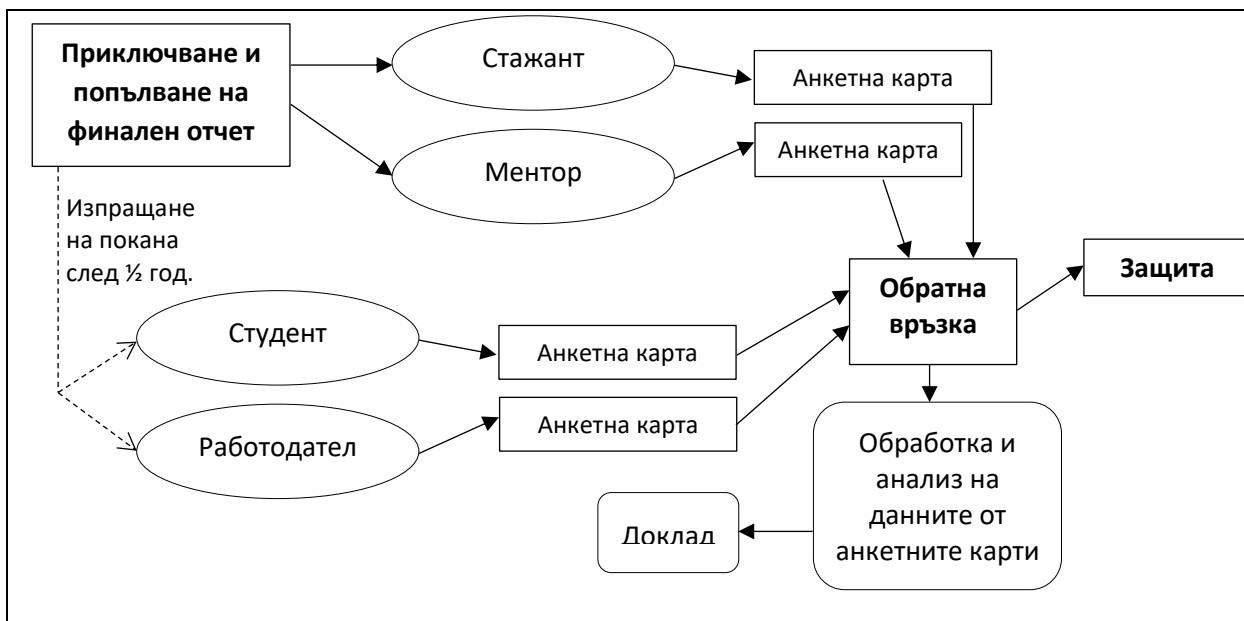 Приключване и
попълване на
финален отчет
Стажант
Анкетна карта
Ментор
Анкетна карта
Изпращане
на покана
след ½ год.
Защита
Обратна
връзка
Студент
Анкетна карта
Работодател
Анкетна карта
Обработка и
анализ на
данните от
анкетните карти
Доклад